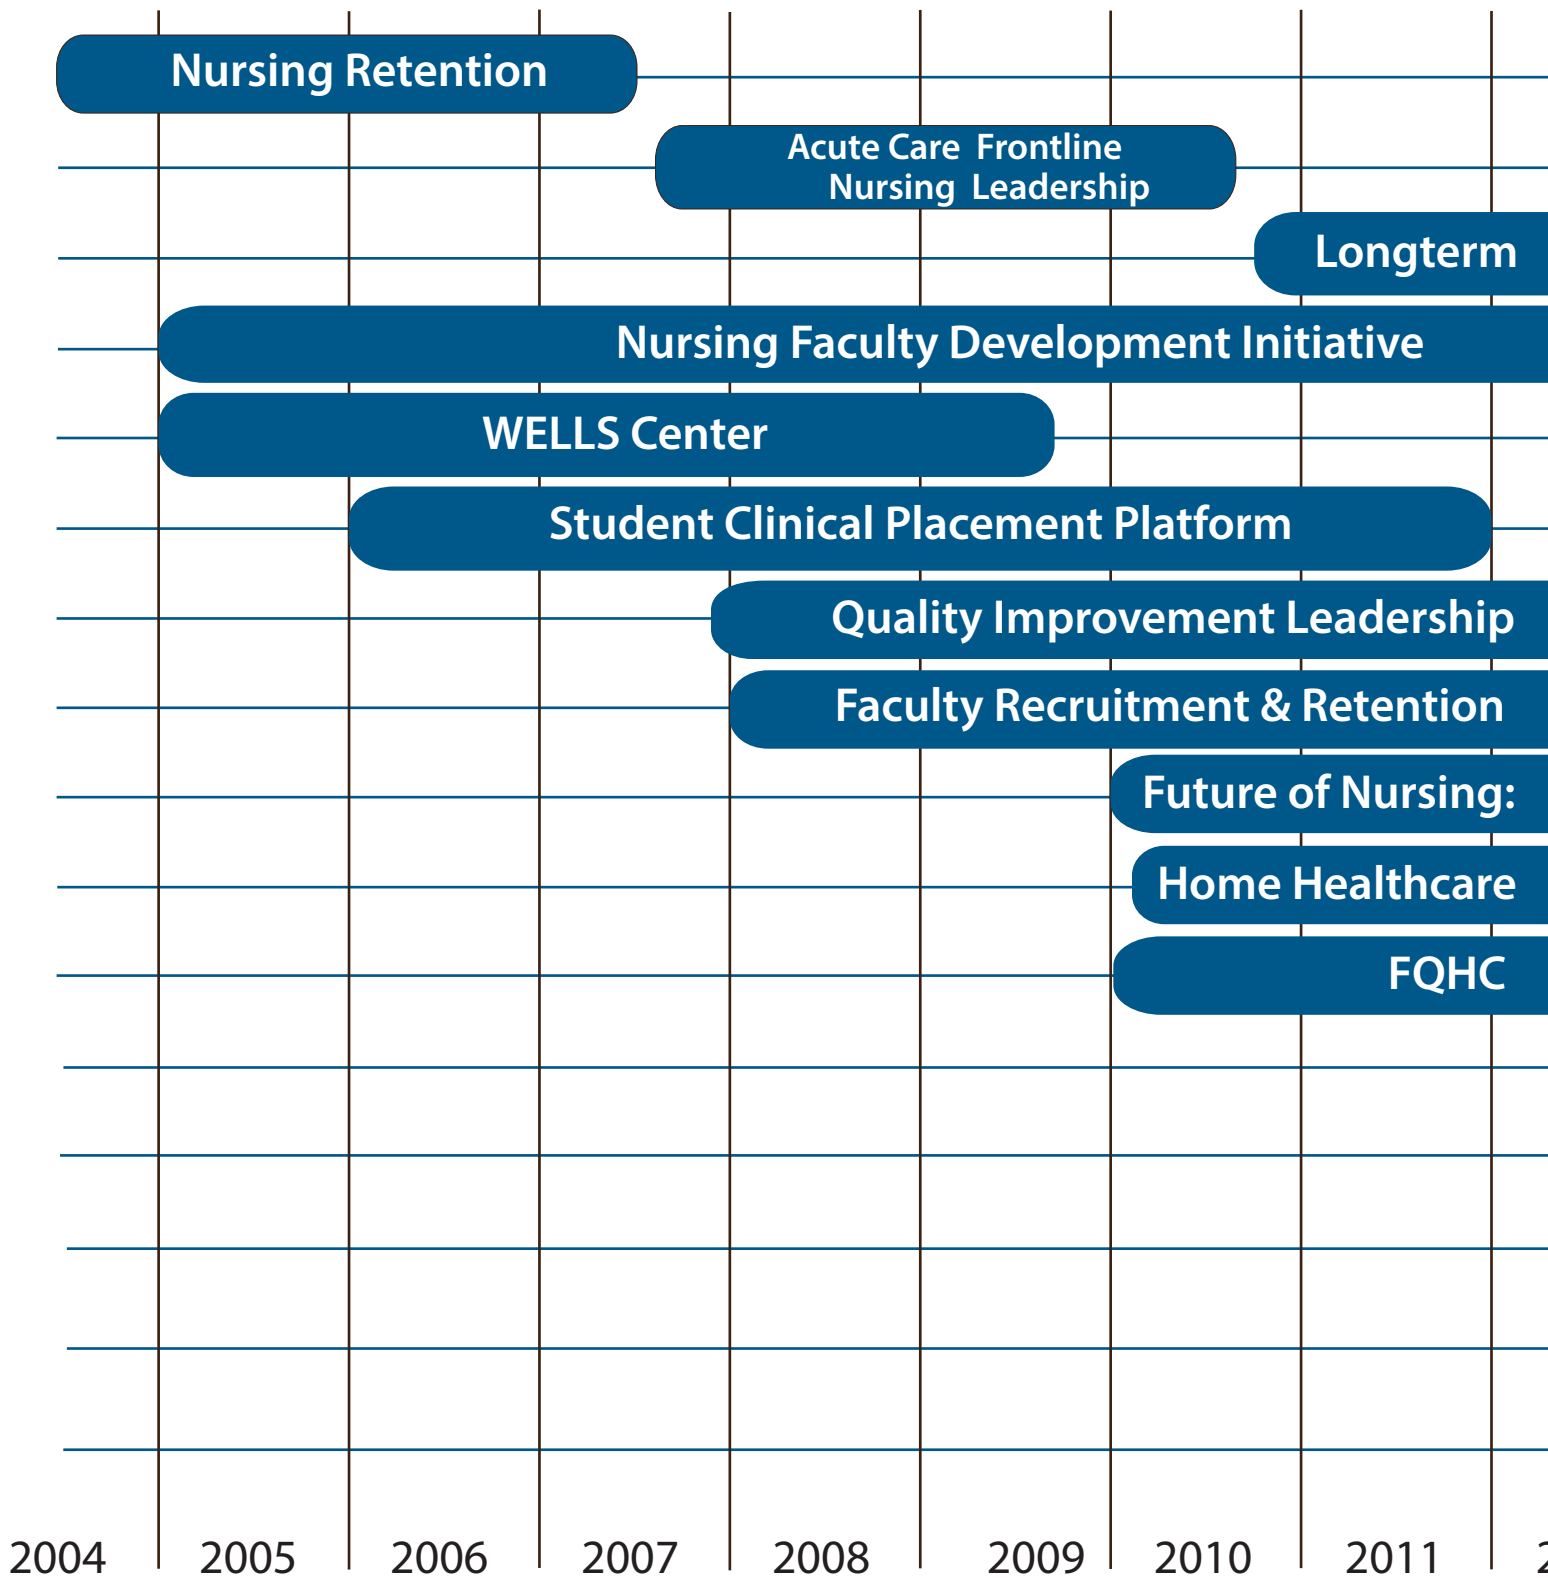 Nursing Retention
Acute Care Frontline
Nursing Leadership
Longterm
Nursing Faculty Development Initiative
WELLS Center
Student Clinical Placement Platform
Quality Improvement Leadership
Faculty Recruitment & Retention
Future of Nursing:
Home Healthcare
FQHC
2004 2005 2006 2007 2008 2009 2010 2011